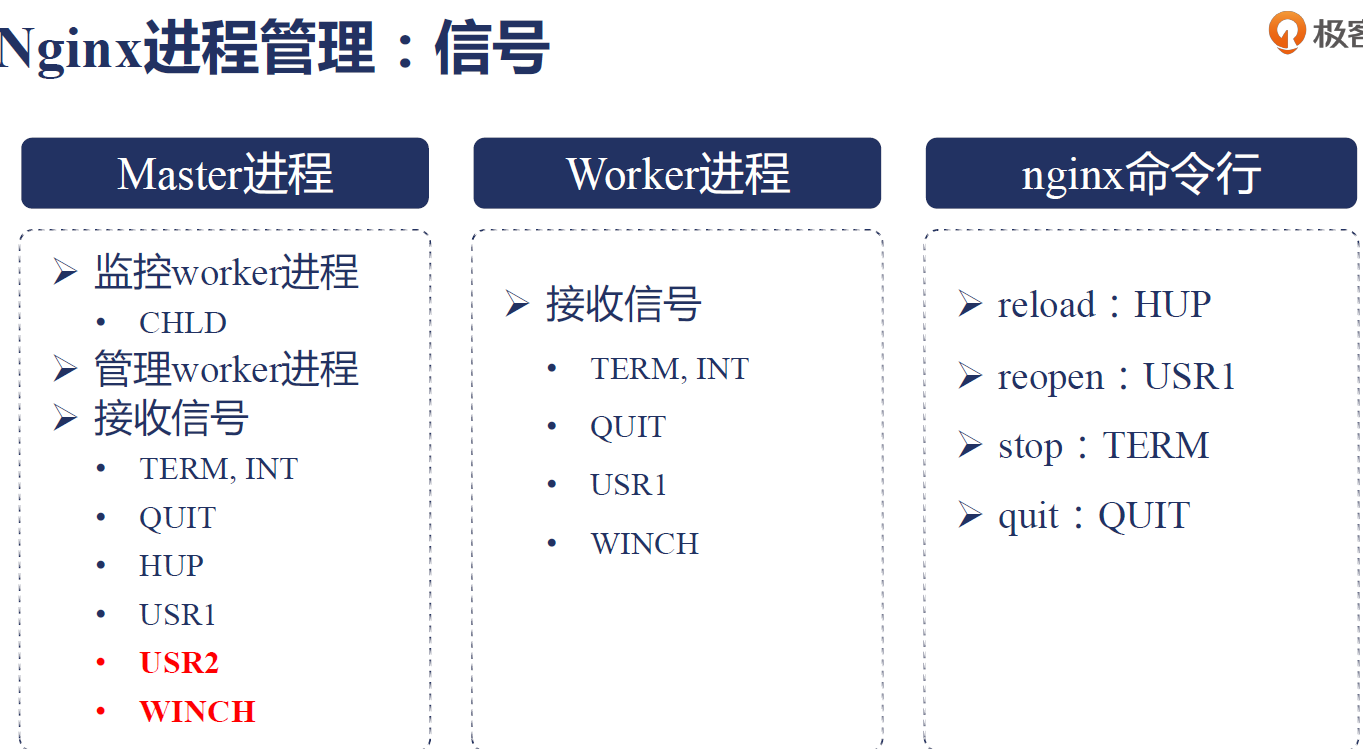 Nginx进程管理：信号
极客
Master进程
监控worker进程
CHLD
管理worker进程
接收信号
TERM, INT
QUIT
HUP
USR1
USR2
WINCH
Worker进程
接收信号
TERM, INT
QUIT
USR1
WINCH
nginx命令行
reload：HUP
reopen：USR1
stop：TERM
quit：QUIT